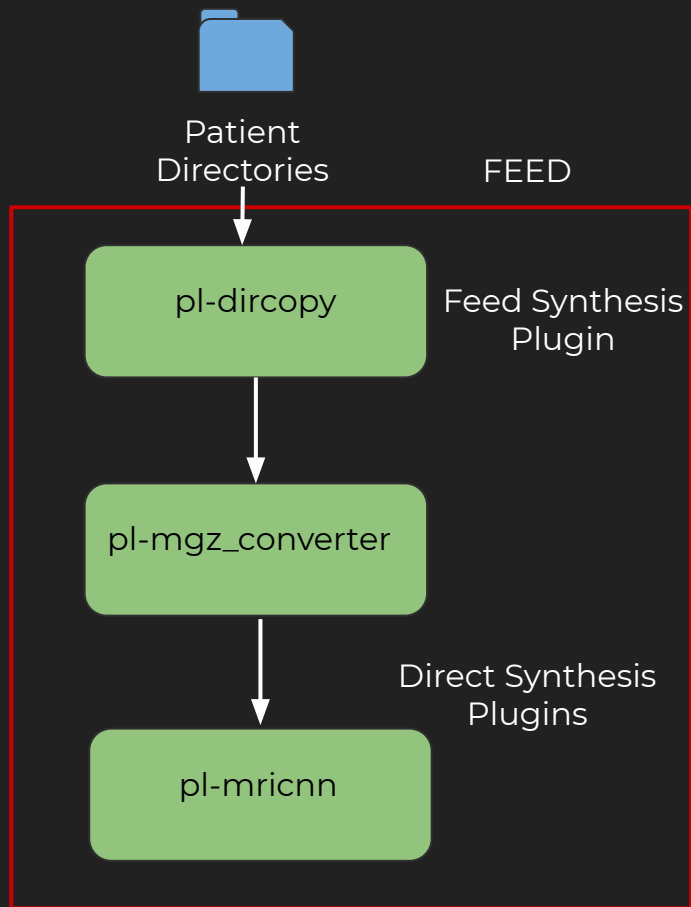 Patient
Directories
FEED
pl-dircopy
Feed Synthesis
Plugin
pl-mgz_converter
Direct Synthesis
Plugins
pl-mricnn